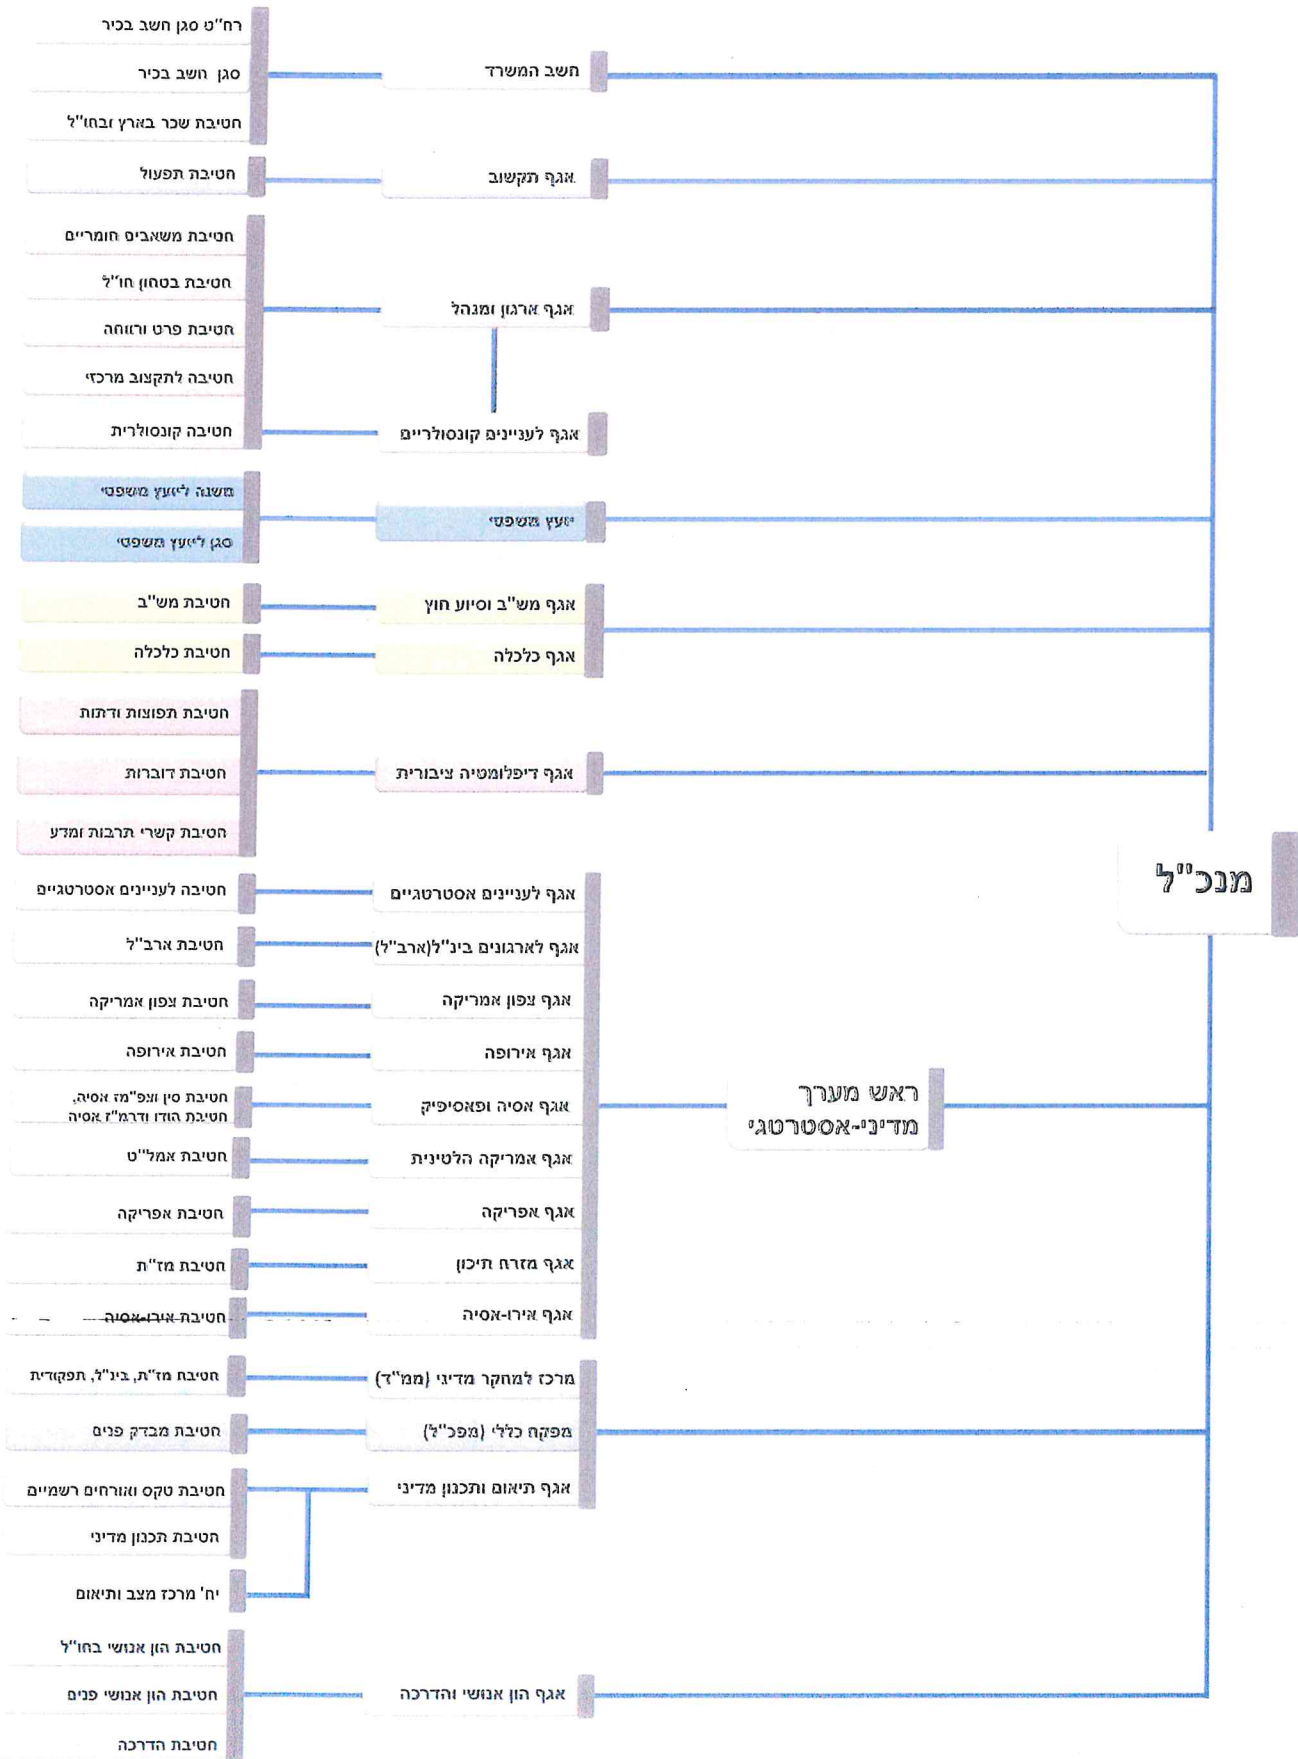 מנכ"ל
חשב המשרד
רח"ט סגן חשב בכיר
סגן חשב בכיר
חטיבת שכר בארץ ובחו"ל
אגף תקשוב
חטיבת תפעול
אגף ארגון ומנהל
חטיבת משאבים חומריים
חטיבת בטחון חו"ל
חטיבת פרט ורווחה
חטיבה לתקצוב מרכזי
אגף לעניינים קונסולריים
חטיבה קונסולרית
יועץ משפטי
משנה ליועץ משפטי
סגן ליועץ משפטי
אגף מש"ב וסיוע חוץ
חטיבת מש"ב
אגף כלכלה
חטיבת כלכלה
אגף דיפלומטיה ציבורית
חטיבת תפוצות ודתות
חטיבת דוברות
חטיבת קשרי תרבות ומדע
ראש מערך
מדיני-אסטרטגי
אגף לעניינים אסטרטגיים
חטיבה לעניינים אסטרטגיים
אגף לארגונים בינ"ל(ארב"ל)
חטיבת ארב"ל
אגף צפון אמריקה
חטיבת צפון אמריקה
אגף אירופה
חטיבת אירופה
אגף אסיה ופאסיפיק
חטיבת סין וצפ"מז אסיה,
חטיבת הודו ודרמ"ז אסיה
אגף אמריקה הלטינית
חטיבת אמל"ט
אגף אפריקה
חטיבת אפריקה
אגף מזרח תיכון
חטיבת מז"ת
אגף אירו-אסיה
חטיבת אירו-אסיה
מרכז למחקר מדיני (ממ"ד)
חטיבת מז"ת, בינ"ל, תפקודית
מפקח כללי (מפכ"ל)
חטיבת מבדק פנים
אגף תיאום ותכנון מדיני
חטיבת טקס ואורחים רשמיים
חטיבת תכנון מדיני
יח' מרכז מצב ותיאום
אגף הון אנושי והדרכה
חטיבת הון אנושי בחו"ל
חטיבת הון אנושי פנים
חטיבת הדרכה